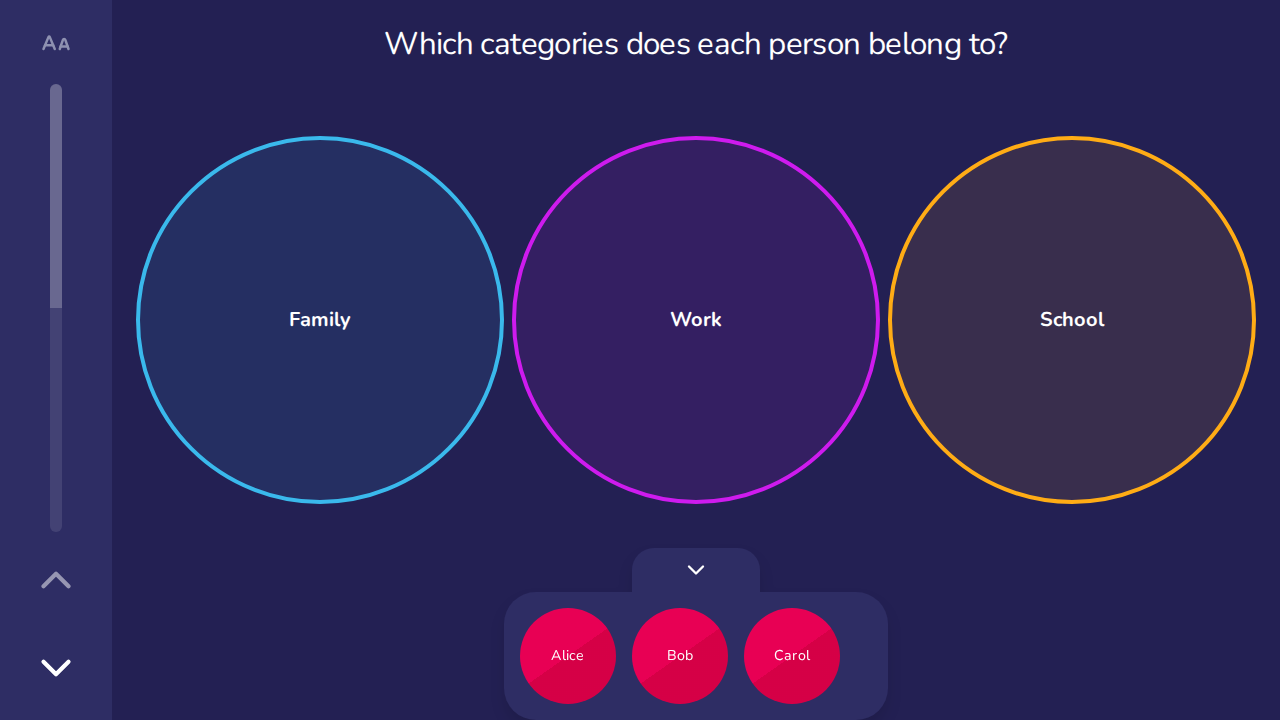 AA
Which categories does each person belong to?
Family
Work
School
Alice
Bob
Carol